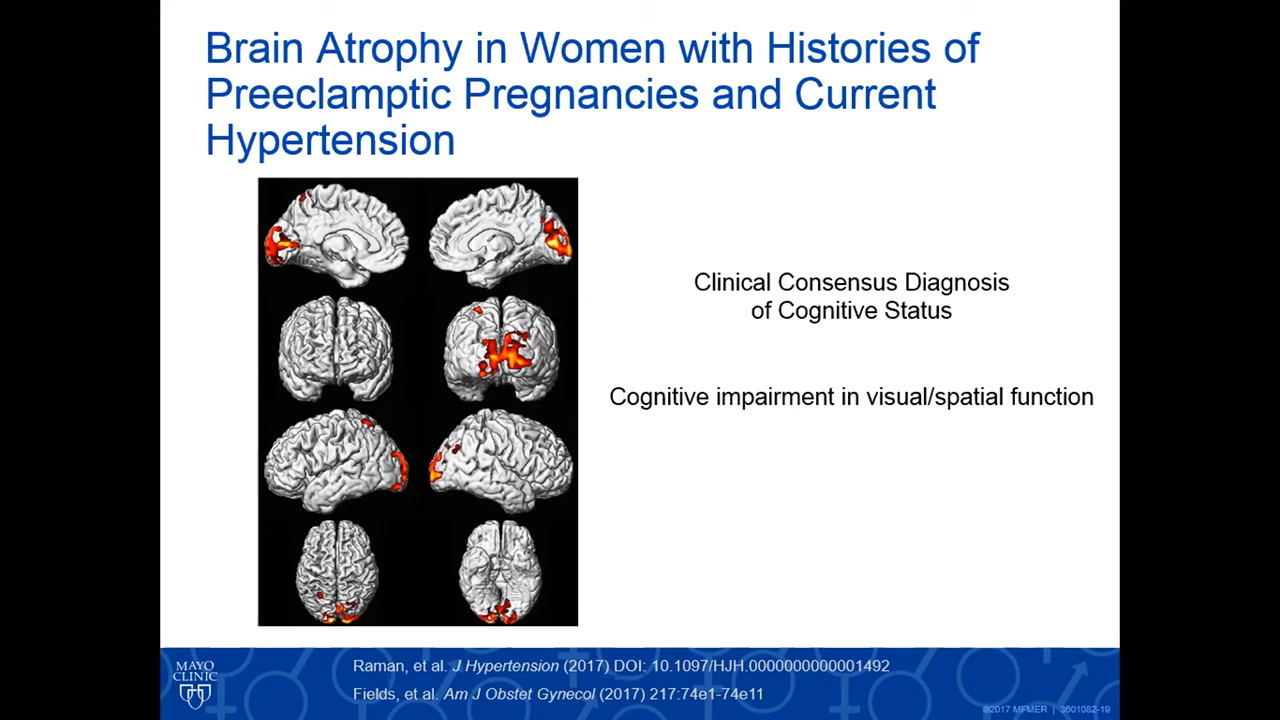 Brain Atrophy in Women with Histories of
Preeclamptic Pregnancies and Current
Hypertension
Clinical Consensus Diagnosis
of Cognitive Status
Cognitive impairment in visual/spatial function
MAYO
CLINIC
Raman, et al. J Hypertension (2017) DOI: 10.1097/HJH.0000000000001492
Fields, et al. Am J Obstet Gynecol (2017) 217:74e1-74e11
©2017 MFMER | 3601082-19